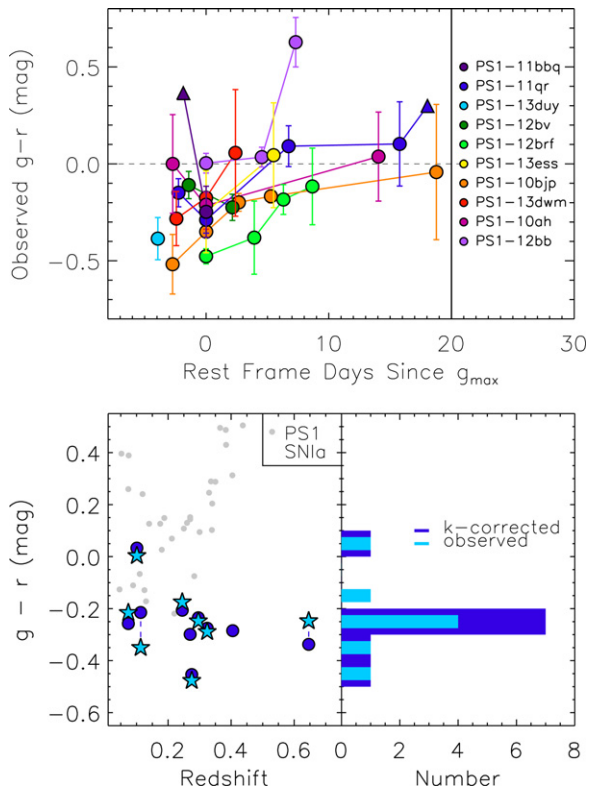 Observed g-r (mag)
0.5
0.0
-0.5
0
10
20
30
Rest Frame Days Since gmax
PS1-11bbq
PS1-11qr
PS1-13duy
PS1-12bv
PS1-12brf
PS1-13ess
PS1-10bjp
PS1-13dwm
PS1-10ah
PS1-12bb
g - r (mag)
0.4
0.2
0.0
-0.2
-0.4
-0.6
PS1
SNIa
k-corrected
observed
0.2
0.4
0.6
Redshift
0
2
4
6
8
Number